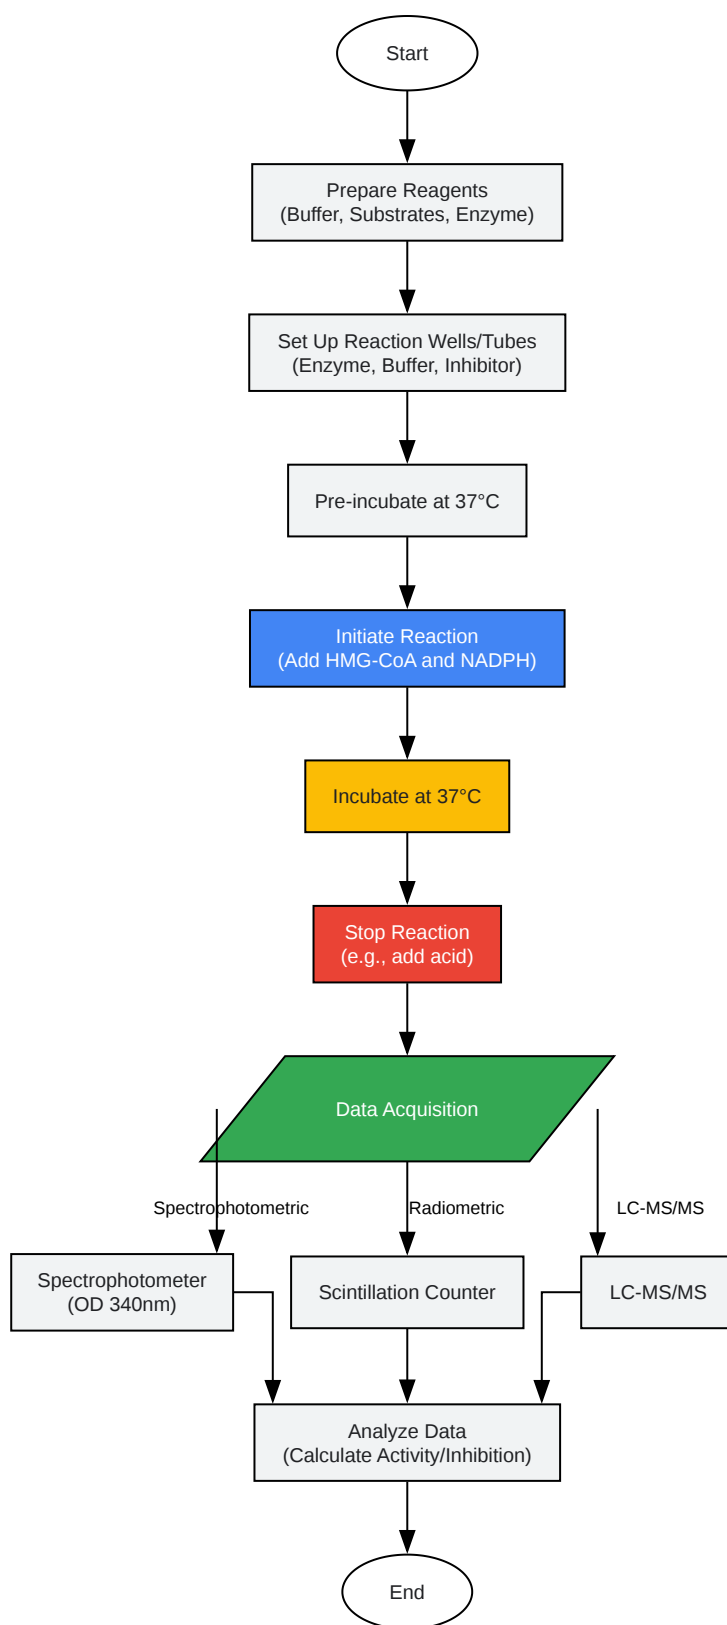 Start
Prepare Reagents
(Buffer, Substrates, Enzyme)
Set Up Reaction Wells/Tubes
(Enzyme, Buffer, Inhibitor)
Pre-incubate at 37°C
Initiate Reaction
(Add HMG-CoA and NADPH)
Incubate at 37°C
Stop Reaction
(e.g., add acid)
Data Acquisition
Spectrophotometric
Radiometric
LC-MS/MS
Spectrophotometer
(OD 340nm)
Scintillation Counter
LC-MS/MS
Analyze Data
(Calculate Activity/Inhibition)
End